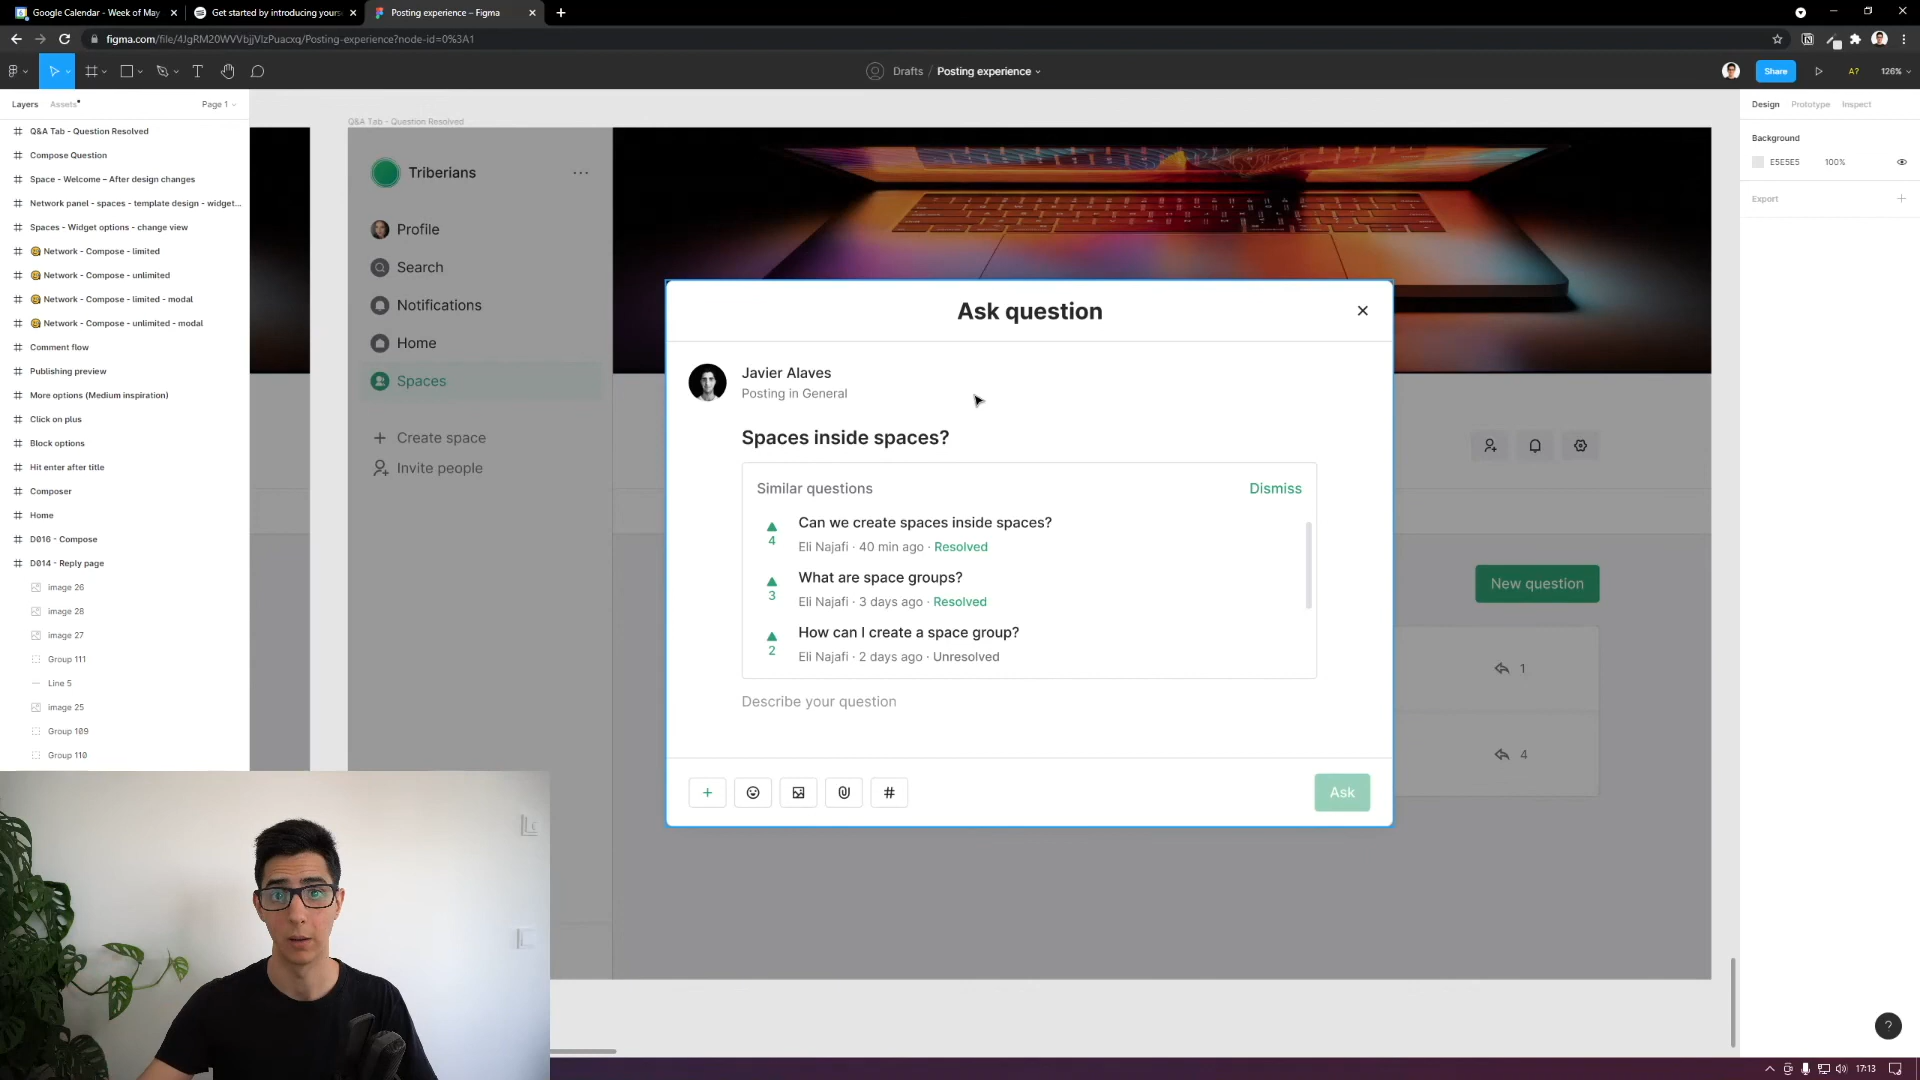 Google Calendar - Week of May
Get started by introducing yours
Posting experience – Figma
figma.com/file/4JgRM20WVVbjjVlzPuacxq/Posting-experience?node-id=0%3A1
Drafts / Posting experience
Share
A?
126%
Layers
Assets
Page 1
Q&A Tab - Question Resolved
Compose Question
Space - Welcome – After design changes
Network panel - spaces - template design - widget...
Spaces - Widget options - change view
Network - Compose - limited
Network - Compose - unlimited
Network - Compose - limited - modal
Network - Compose - unlimited - modal
Comment flow
Publishing preview
More options (Medium inspiration)
Click on plus
Block options
Hit enter after title
Composer
Home
D016 - Compose
D014 - Reply page
image 26
image 28
image 27
Group 111
Line 5
image 25
Group 109
Group 110
Q&A Tab - Question Resolved
Triberians
Profile
Search
Notifications
Home
Spaces
Create space
Invite people
Ask question
Javier Alaves
Posting in General
Spaces inside spaces?
Similar questions
Dismiss
Can we create spaces inside spaces?
4
Eli Najafi · 40 min ago · Resolved
What are space groups?
3
Eli Najafi · 3 days ago · Resolved
How can I create a space group?
2
Eli Najafi · 2 days ago · Unresolved
Describe your question
Ask
New question
1
4
Design
Prototype
Inspect
Background
E5E5E5
100%
Export
?
17:13